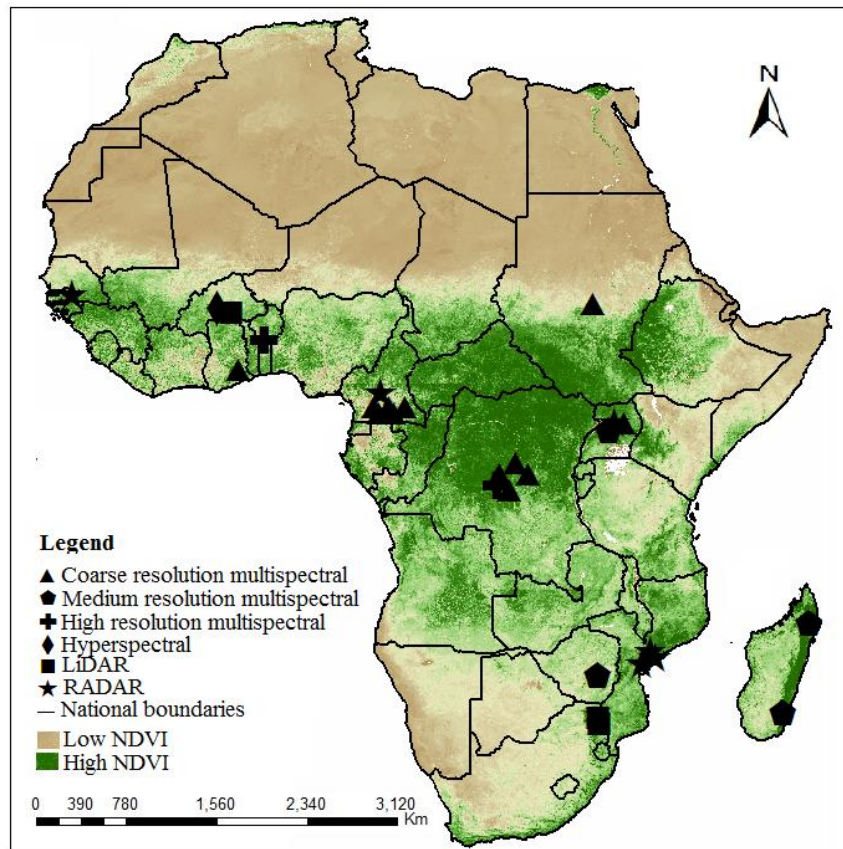 N
Legend
Coarse resolution multispectral
Medium resolution multispectral
High resolution multispectral
Hyperspectral
LiDAR
RADAR
National boundaries
Low NDVI
High NDVI
0 390 780 1,560 2,340 3,120
Km